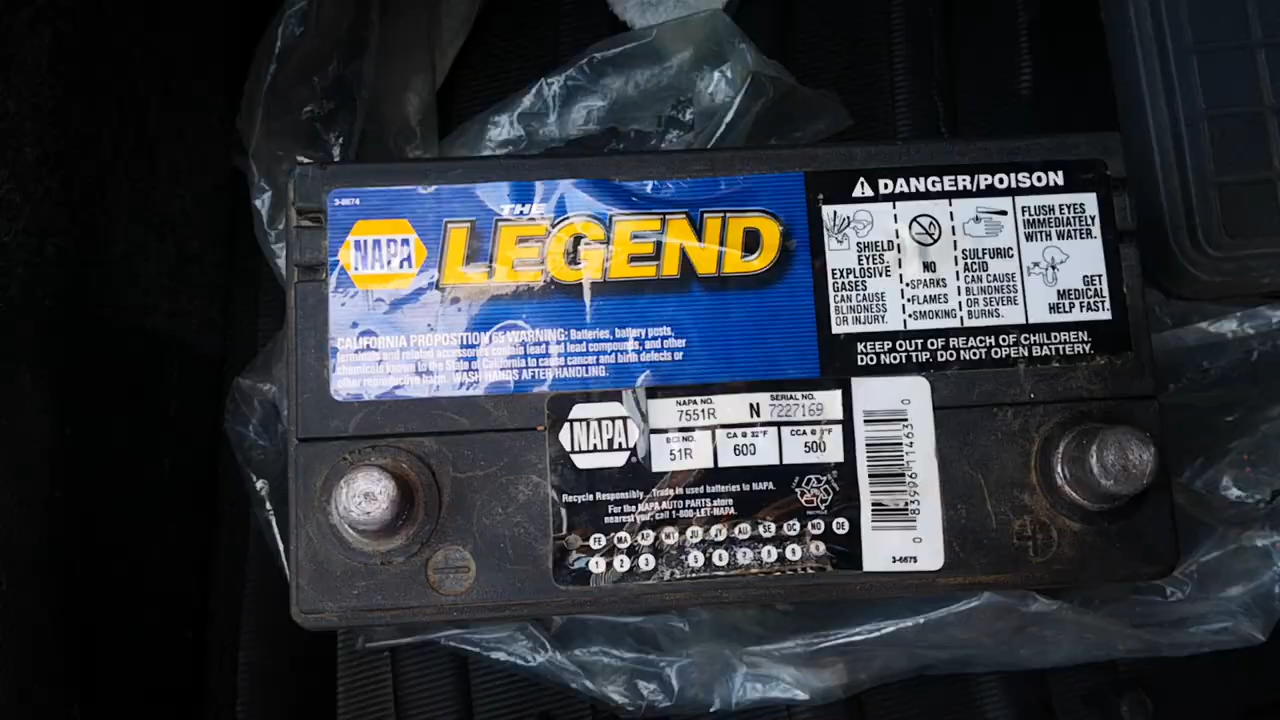 3-6674
NAPA
THE
LEGEND
CALIFORNIA PROPOSITION 65 WARNING: Batteries, battery posts,
terminals and related accessories contain lead and lead compounds, and other
chemicals known to the State of California to cause cancer and birth defects or
other reproductive harm. WASH HANDS AFTER HANDLING.
DANGER/POISON
SHIELD
EYES.
EXPLOSIVE
GASES
CAN CAUSE
BLINDNESS
OR INJURY.
NO
•SPARKS
•FLAMES
•SMOKING
SULFURIC
ACID
CAN CAUSE
BLINDNESS
OR SEVERE
BURNS.
FLUSH EYES
IMMEDIATELY
WITH WATER.
GET
MEDICAL
HELP FAST.
KEEP OUT OF REACH OF CHILDREN.
DO NOT TIP. DO NOT OPEN BATTERY.
NAPA
NAPA NO.
7551R
N
SERIAL NO.
7227169
BCI NO.
51R
CA @ 32°F
600
CCA @ 0°F
500
Recycle Responsibly...Trade in used batteries to NAPA.
For the NAPA AUTO PARTS store
nearest you, call 1-800-LET-NAPA.
RECYCLE
FE MA AP MY JU JY AU SE OC NO DE
1 2 3 5 6 7 8 9
0 83996 11463 0
3-6675